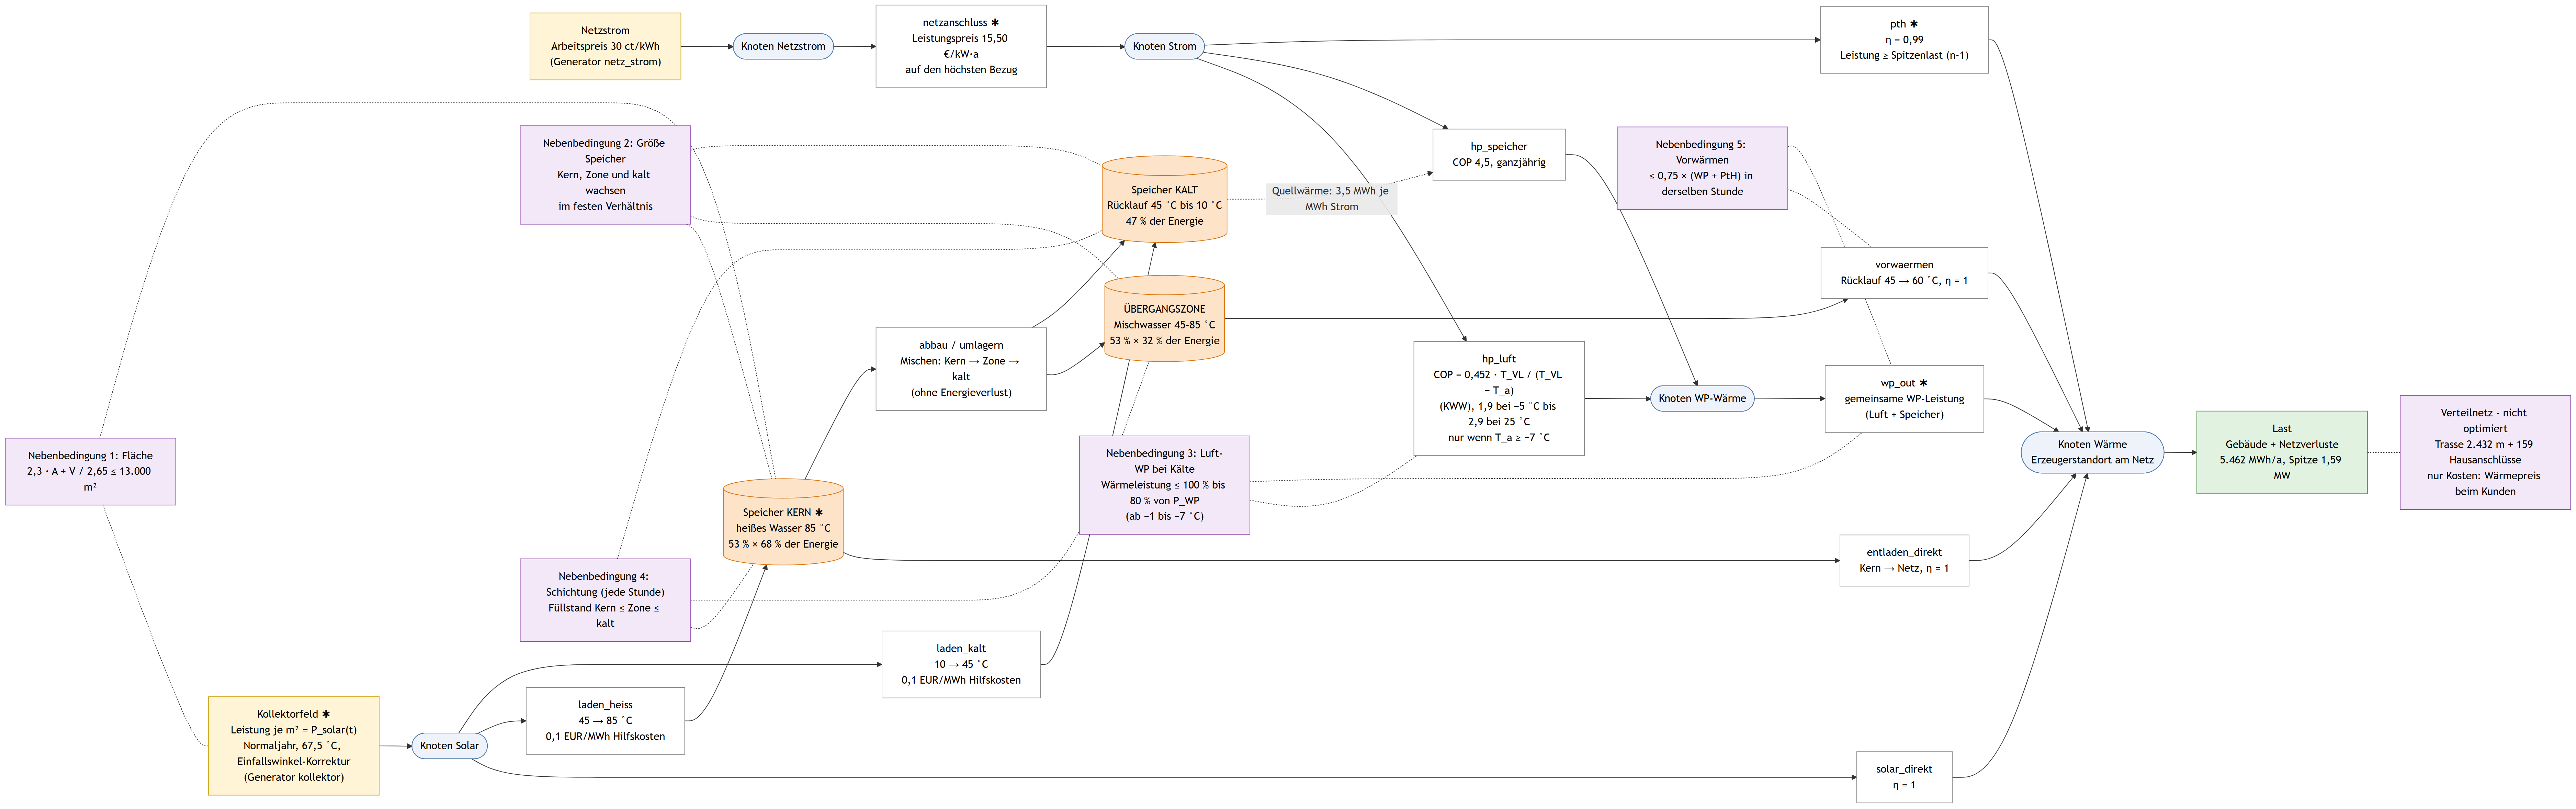 Netzstrom
Arbeitspreis 30 ct/kWh
(Generator netz_strom)
Knoten Netzstrom
netzanschluss ✱
Leistungspreis 15,50
€/kW·a
auf den höchsten Bezug
Knoten Strom
pth ✱
η = 0,99
Leistung ≥ Spitzenlast (n-1)
Nebenbedingung 2: Größe
Speicher
Kern, Zone und kalt
wachsen
im festen Verhältnis
Speicher KALT
Rücklauf 45 °C bis 10 °C
47 % der Energie
Quellwärme: 3,5 MWh je
MWh Strom
hp_speicher
COP 4,5, ganzjährig
Nebenbedingung 5:
Vorwärmen
≤ 0,75 × (WP + PtH) in
derselben Stunde
vorwaermen
Rücklauf 45 → 60 °C, η = 1
ÜBERGANGSZONE
Mischwasser 45-85 °C
53 % × 32 % der Energie
abbau / umlagern
Mischen: Kern → Zone →
kalt
(ohne Energieverlust)
hp_luft
COP = 0,452 · T_VL / (T_VL
− T_a)
(KWW), 1,9 bei −5 °C bis
2,9 bei 25 °C
nur wenn T_a ≥ −7 °C
Knoten WP-Wärme
wp_out ✱
gemeinsame WP-Leistung
(Luft + Speicher)
Knoten Wärme
Erzeugerstandort am Netz
Last
Gebäude + Netzverluste
5.462 MWh/a, Spitze 1,59
MW
Verteilnetz - nicht
optimiert
Trasse 2.432 m + 159
Hausanschlüsse
nur Kosten: Wärmepreis
beim Kunden
Nebenbedingung 1: Fläche
2,3 · A + V / 2,65 ≤ 13.000
m²
Nebenbedingung 3: Luft-
WP bei Kälte
Wärmeleistung ≤ 100 % bis
80 % von P_WP
(ab −1 bis −7 °C)
Speicher KERN ✱
heißes Wasser 85 °C
53 % × 68 % der Energie
entladen_direkt
Kern → Netz, η = 1
Nebenbedingung 4:
Schichtung (jede Stunde)
Füllstand Kern ≤ Zone ≤
kalt
laden_kalt
10 → 45 °C
0,1 EUR/MWh Hilfskosten
laden_heiss
45 → 85 °C
0,1 EUR/MWh Hilfskosten
Kollektorfeld ✱
Leistung je m² = P_solar(t)
Normaljahr, 67,5 °C,
Einfallswinkel-Korrektur
(Generator kollektor)
Knoten Solar
solar_direkt
η = 1